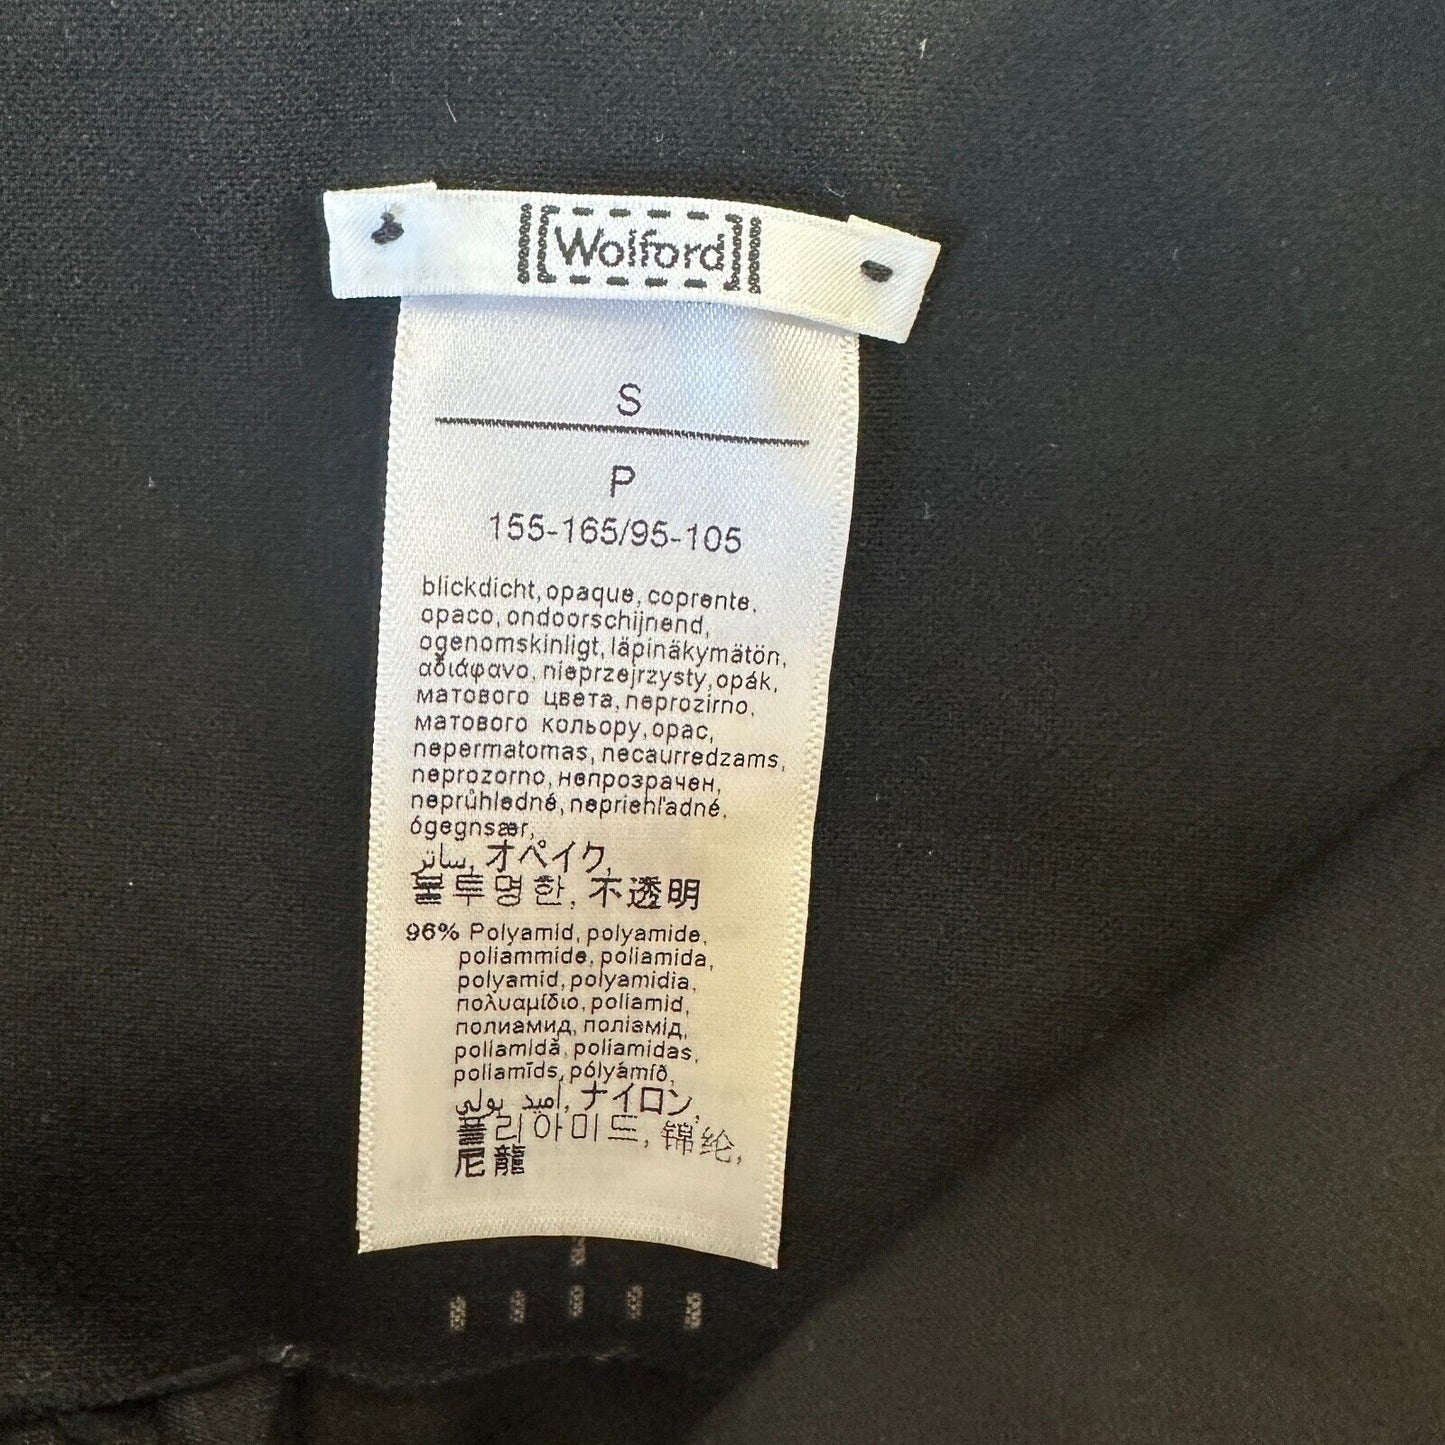 Wolford
S
P
155-165/95-105
blickdicht, opaque, coprente,
opaco, ondoorschijnend,
ogenomskinligt, läpinäkymätön,
αδιάφανο, nieprzejrzysty, opák,
матового цвета, neprozirno,
матового кольору, opac,
nepermatomas, necaurredzams,
neprozorno, непрозрачен,
neprůhledné, nepriehľadné,
ógegnsær,
ساتر, オペイク,
불투명한, 不透明
96% Polyamid, polyamide,
poliammide, poliamida,
polyamid, polyamidia,
πολυαμίδιο, poliamid,
полиамид, поліамід,
poliamidă, poliamidas,
poliamīds, pólýamíð,
اميد بولي, ナイロン,
폴리아미드, 锦纶,
尼龍